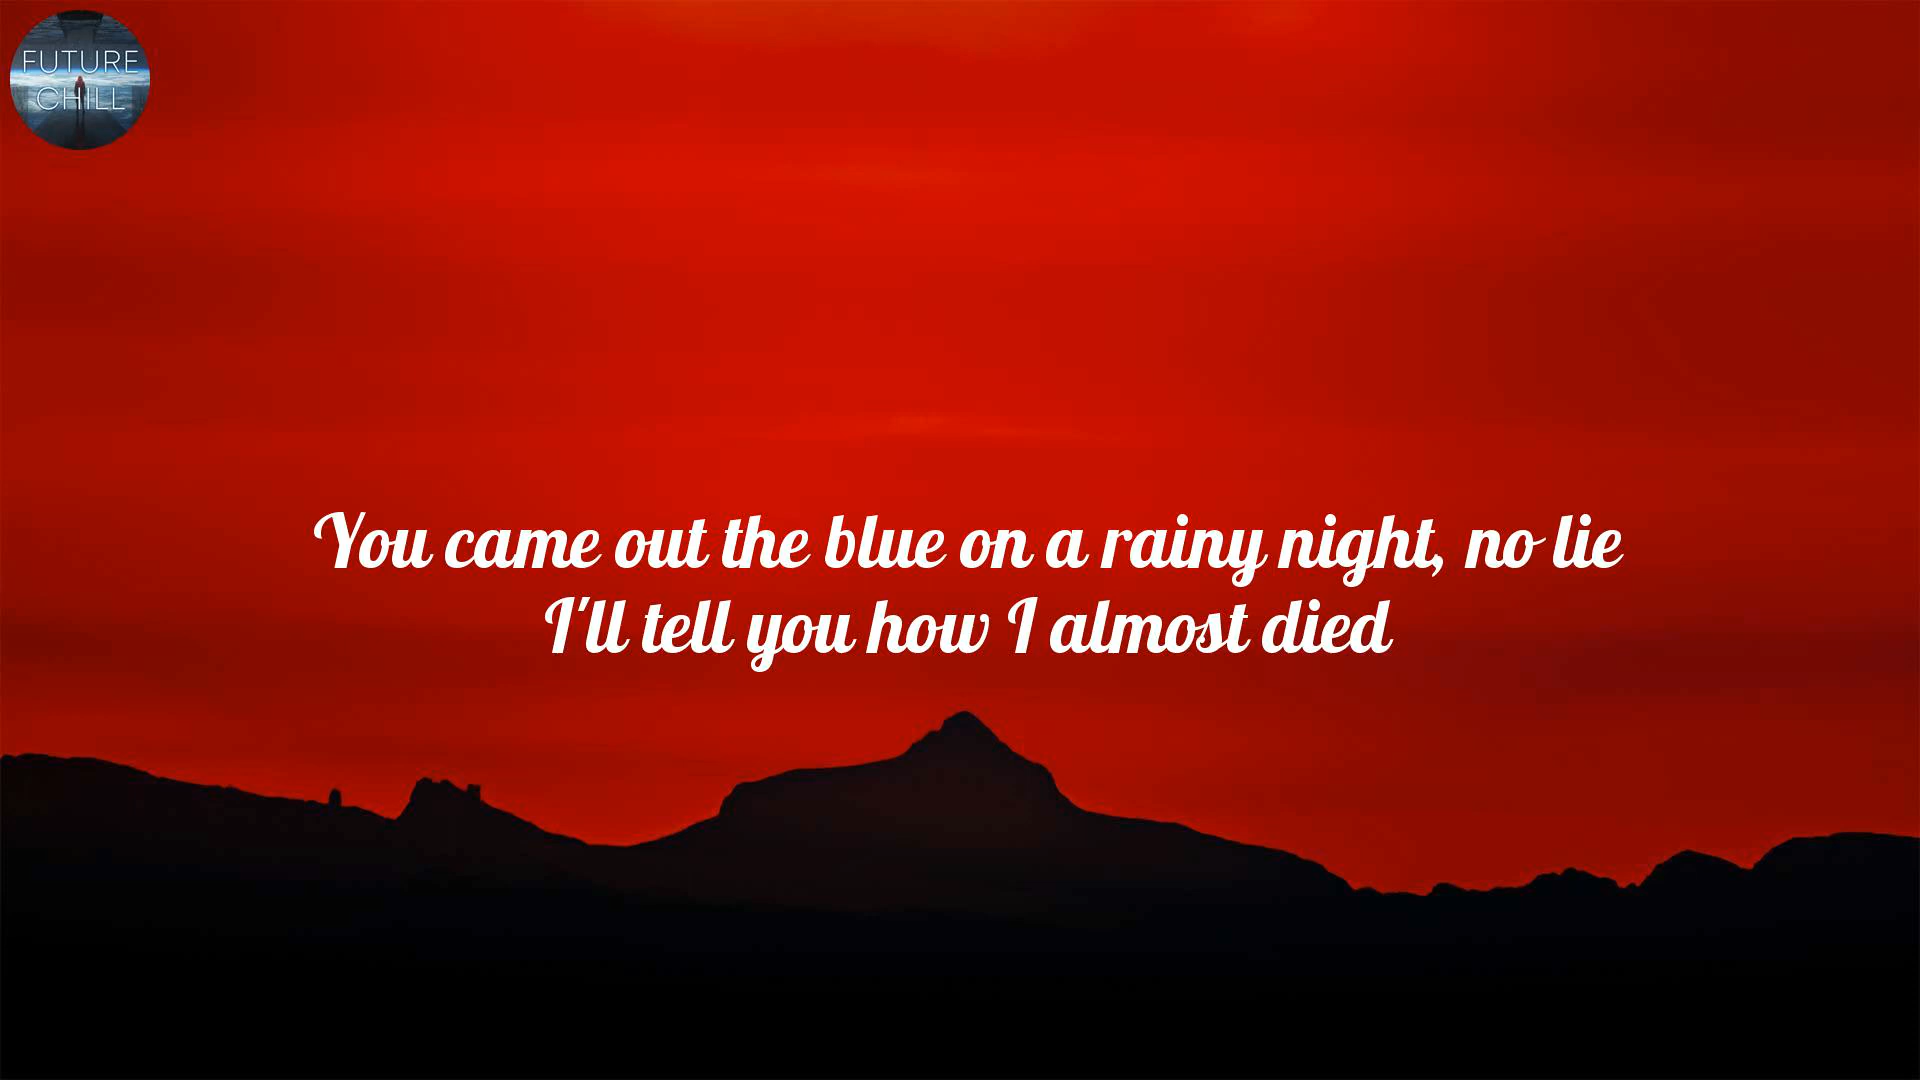 FUTURE
CHILL
You came out the blue on a rainy night, no lie
I'll tell you how I almost died